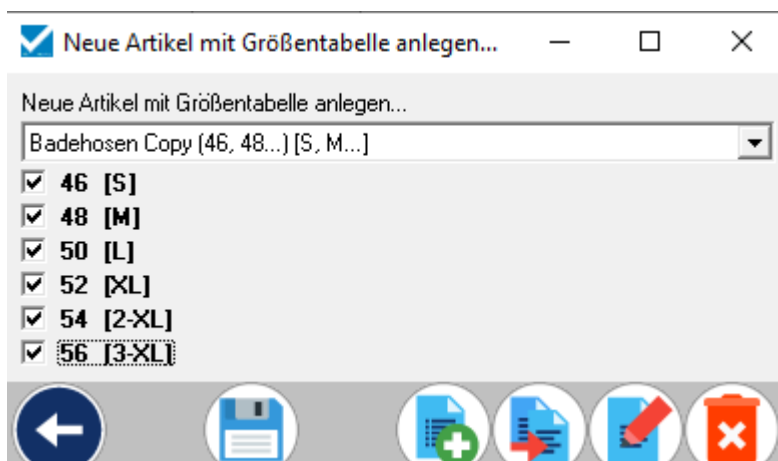 Neue Artikel mit Größentabelle anlegen...
Neue Artikel mit Größentabelle anlegen...
Badehosen Copy (46, 48...) [S, M...]
46 [S]
48 [M]
50 [L]
52 [XL]
54 [2-XL]
56 [3-XL]